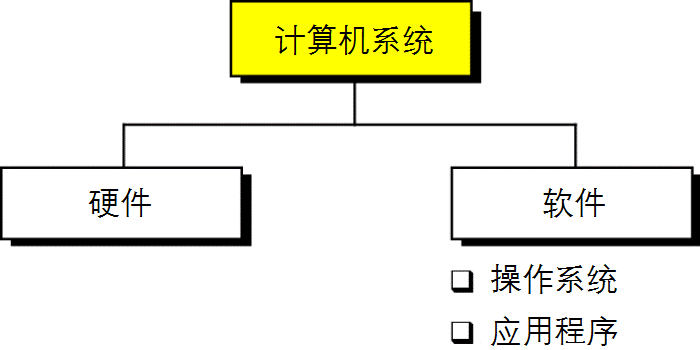 计算机系统
硬件
软件
操作系统
应用程序